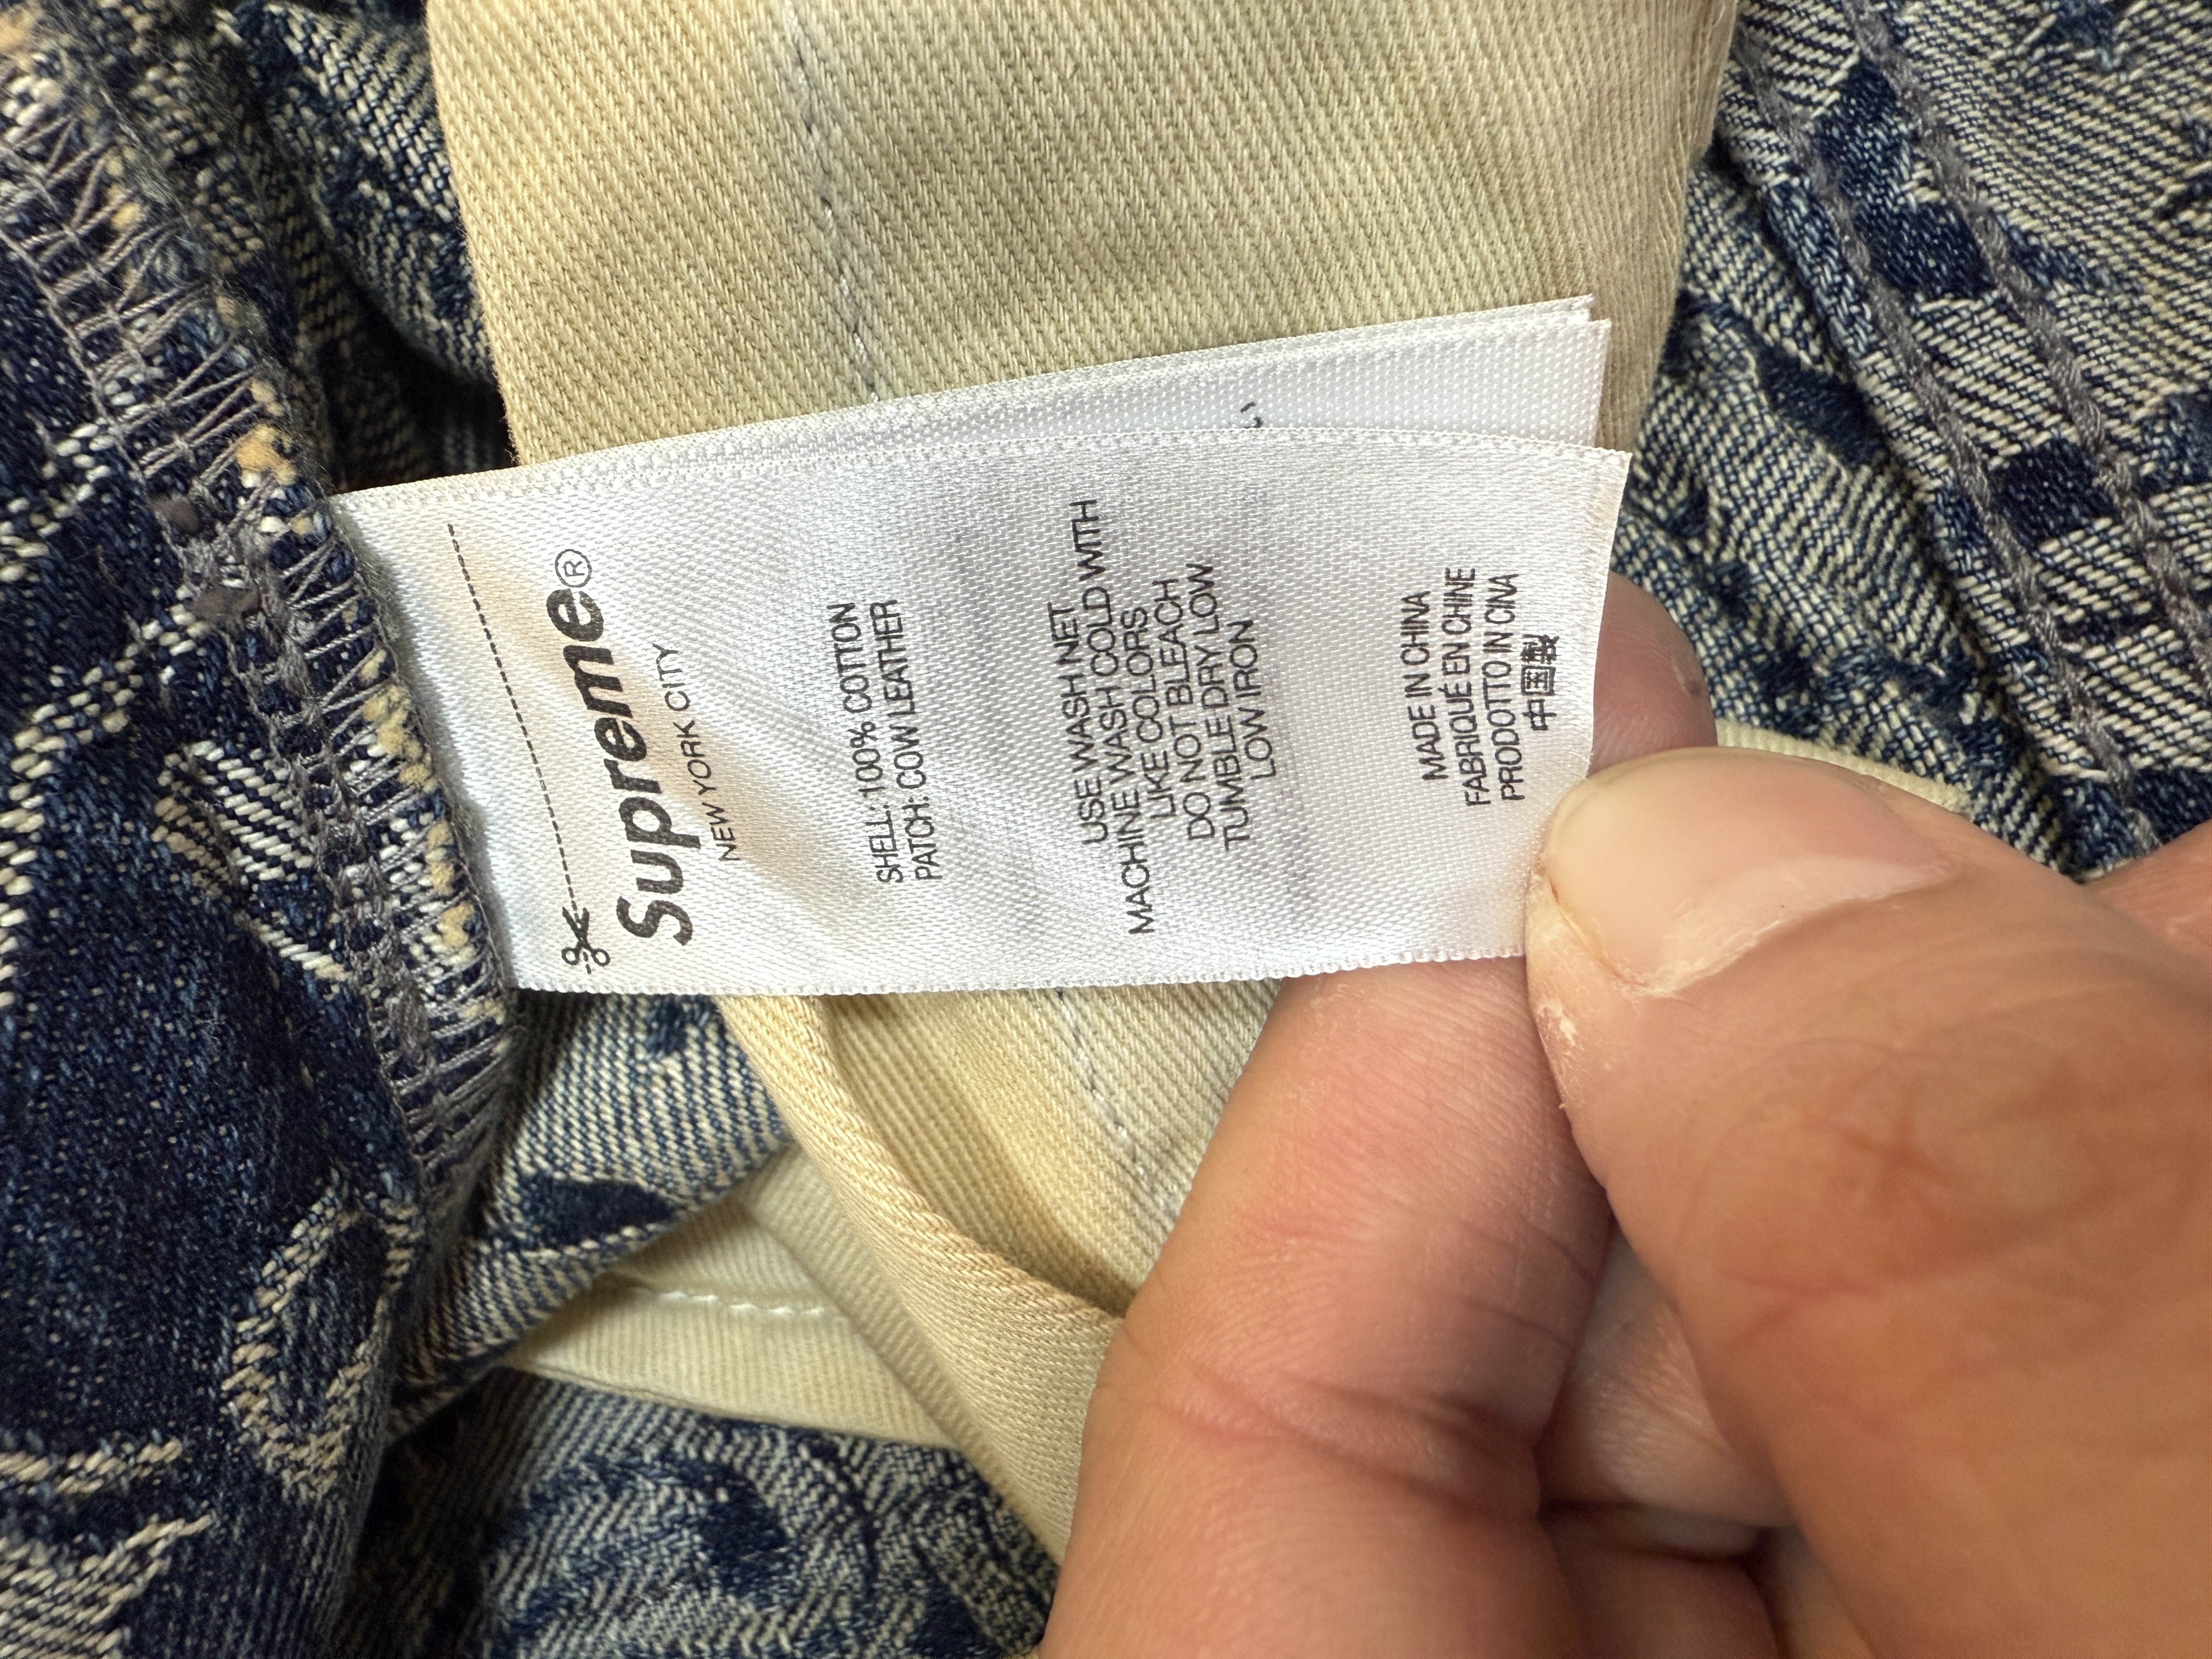 Supreme®
NEW YORK CITY
SHELL: 100% COTTON
PATCH: COW LEATHER
USE WASH NET
MACHINE WASH COLD WITH
LIKE COLORS
DO NOT BLEACH
TUMBLE DRY LOW
LOW IRON
MADE IN CHINA
FABRIQUÉ EN CHINE
PRODOTTO IN CINA
中国製